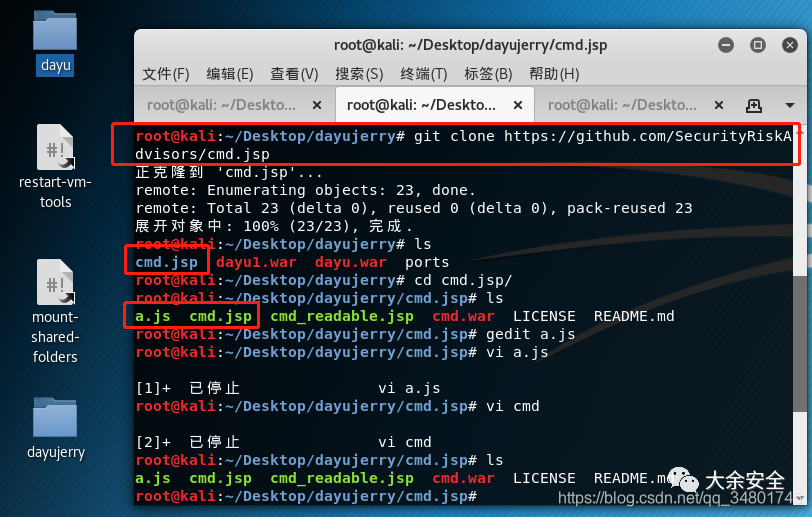 dayu
restart-vm-
tools
mount-
shared-
folders
dayujerry
root@kali: ~/Desktop/dayujerry/cmd.jsp
文件(F) 编辑(E) 查看(V) 搜索(S) 终端(T) 标签(B) 帮助(H)
root@kali: ~/Deskto... root@kali: ~/Deskto... root@kali: ~/Deskto...
root@kali:~/Desktop/dayujerry# git clone https://github.com/SecurityRiskA
dvisors/cmd.jsp
正克隆到 'cmd.jsp'...
remote: Enumerating objects: 23, done.
remote: Total 23 (delta 0), reused 0 (delta 0), pack-reused 23
展开对象中: 100% (23/23), 完成.
root@kali:~/Desktop/dayujerry# ls
cmd.jsp dayu1.war dayu.war ports
root@kali:~/Desktop/dayujerry# cd cmd.jsp/
root@kali:~/Desktop/dayujerry/cmd.jsp# ls
a.js cmd.jsp cmd_readable.jsp cmd.war LICENSE README.md
root@kali:~/Desktop/dayujerry/cmd.jsp# gedit a.js
root@kali:~/Desktop/dayujerry/cmd.jsp# vi a.js
[1]+ 已停止 vi a.js
root@kali:~/Desktop/dayujerry/cmd.jsp# vi cmd
[2]+ 已停止 vi cmd
root@kali:~/Desktop/dayujerry/cmd.jsp# ls
a.js cmd.jsp cmd_readable.jsp cmd.war LICENSE README.md
root@kali:~/Desktop/dayujerry/cmd.jsp#
大余安全